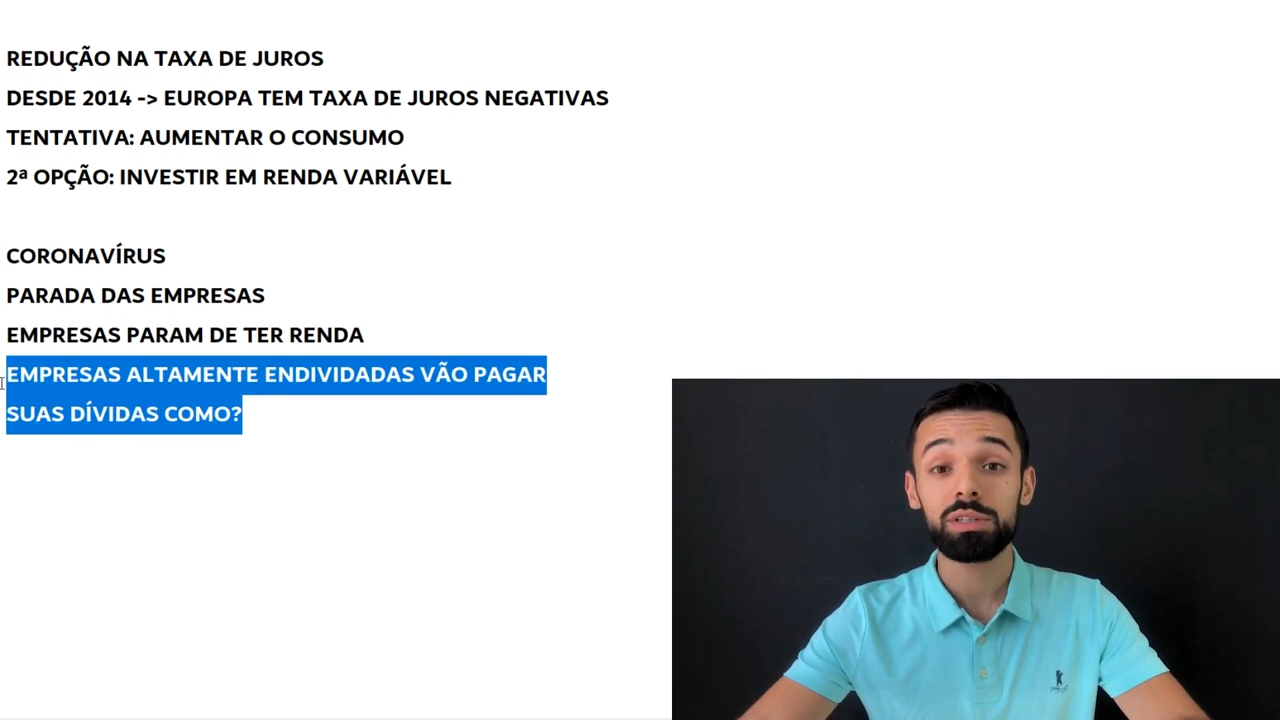 REDUÇÃO NA TAXA DE JUROS
DESDE 2014 -> EUROPA TEM TAXA DE JUROS NEGATIVAS
TENTATIVA: AUMENTAR O CONSUMO
2ª OPÇÃO: INVESTIR EM RENDA VARIÁVEL
CORONAVÍRUS
PARADA DAS EMPRESAS
EMPRESAS PARAM DE TER RENDA
EMPRESAS ALTAMENTE ENDIVIDADAS VÃO PAGAR
SUAS DÍVIDAS COMO?